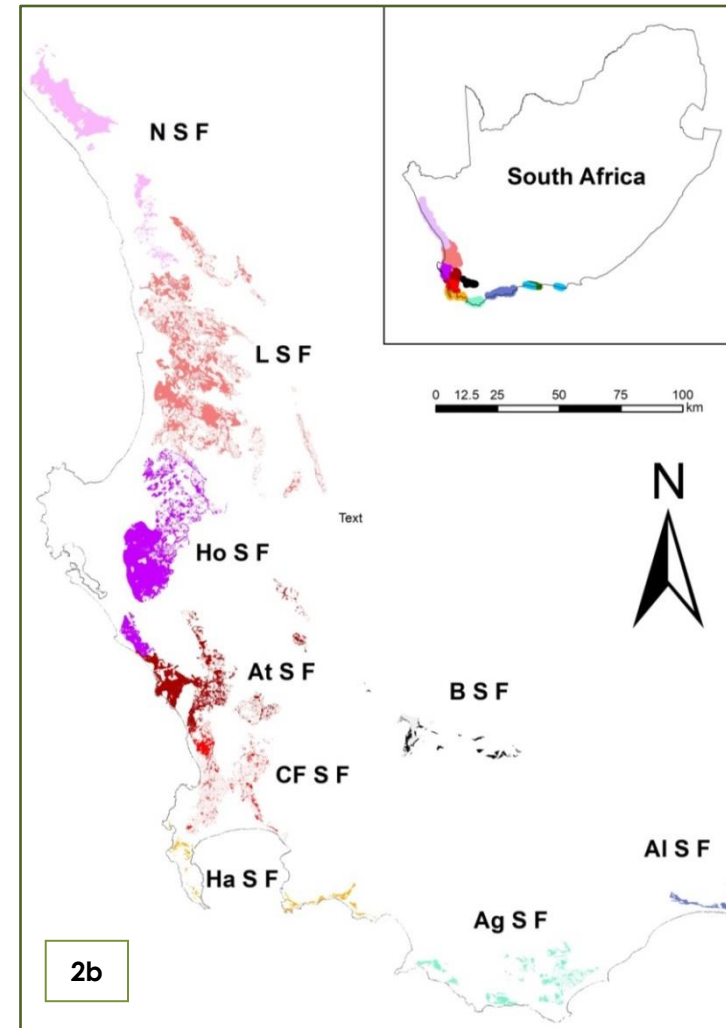 South Africa
N S F
L S F
0 12.5 25 50 75 100
km
N
Text
Ho S F
At S F
B S F
CF S F
Al S F
Ha S F
Ag S F
2b